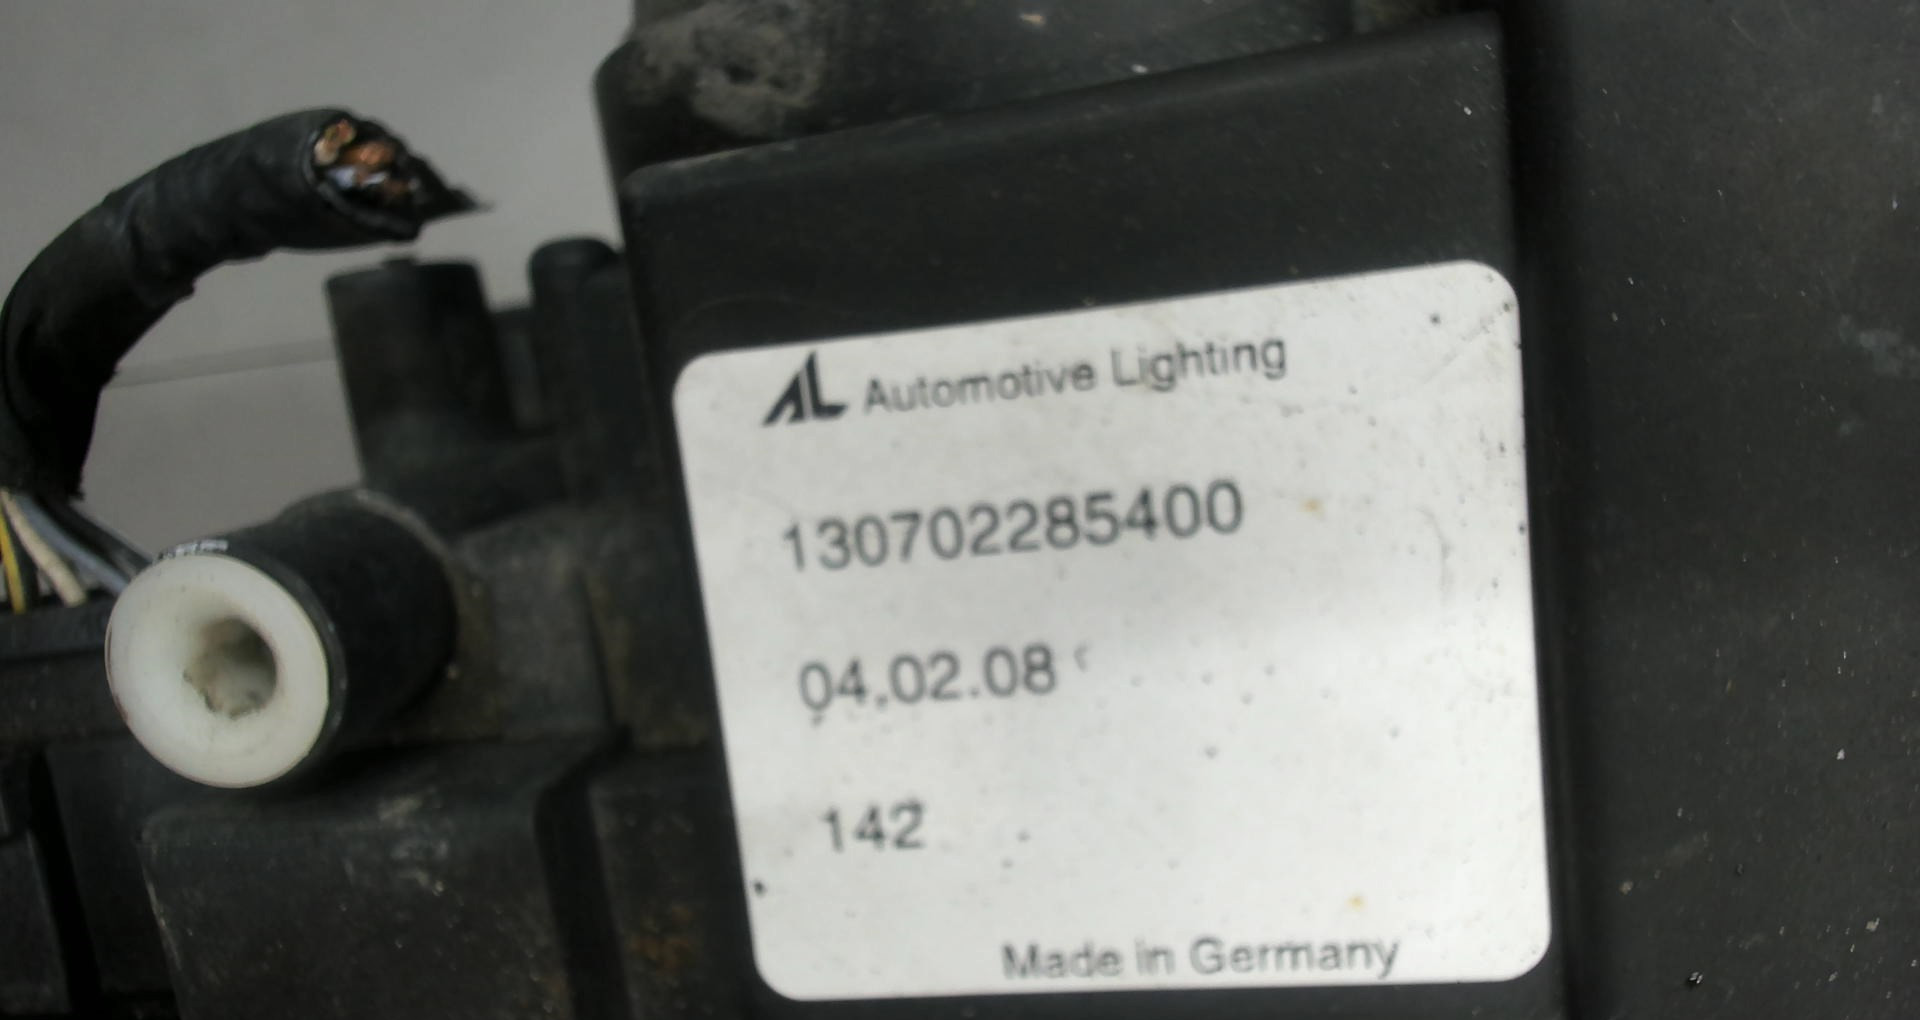 AL Automotive Lighting
130702285400
04.02.08
142
Made in Germany